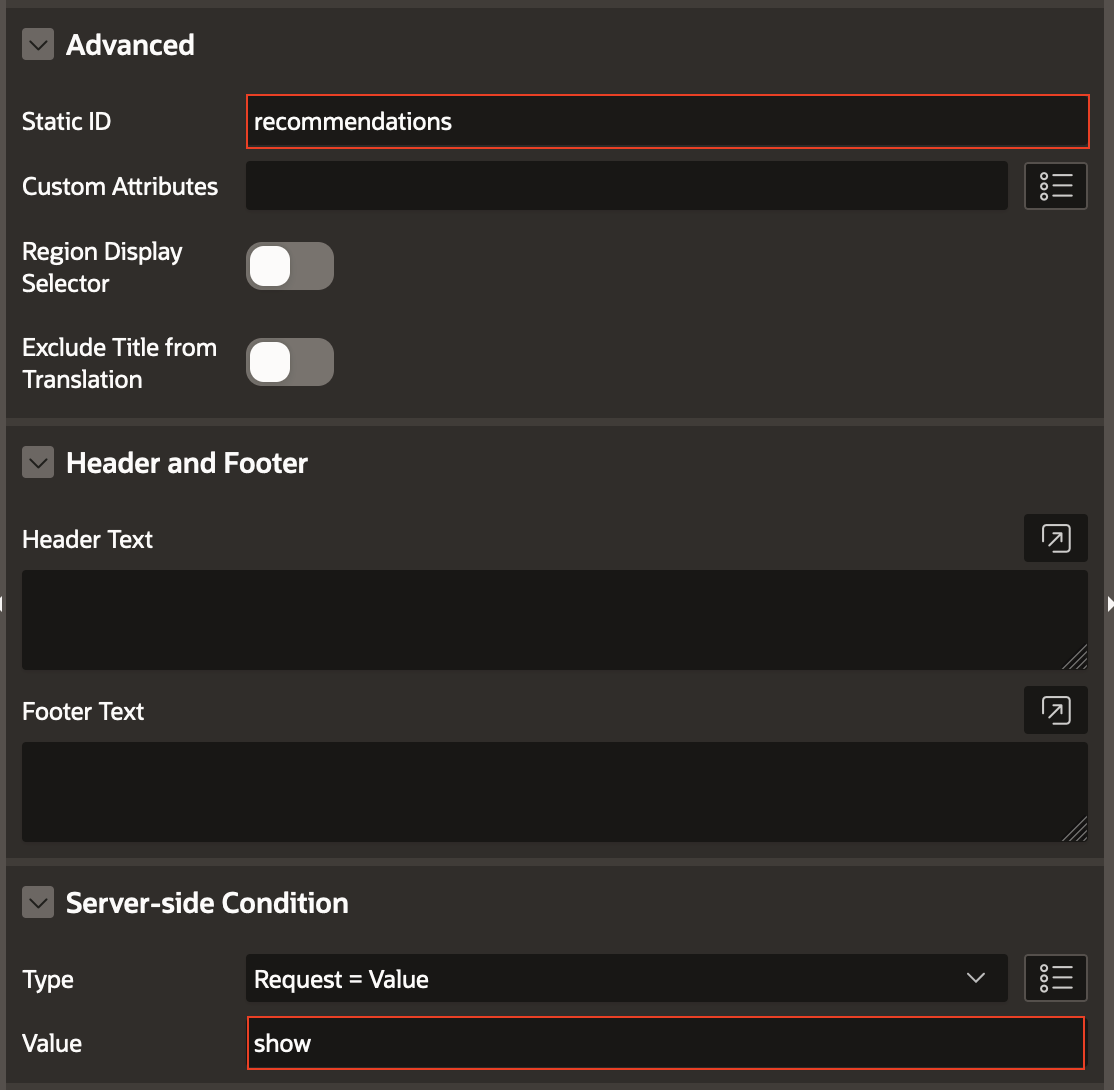 Advanced
Static ID
recommendations
Custom Attributes
Region Display
Selector
Exclude Title from
Translation
Header and Footer
Header Text
Footer Text
Server-side Condition
Type
Request = Value
Value
show